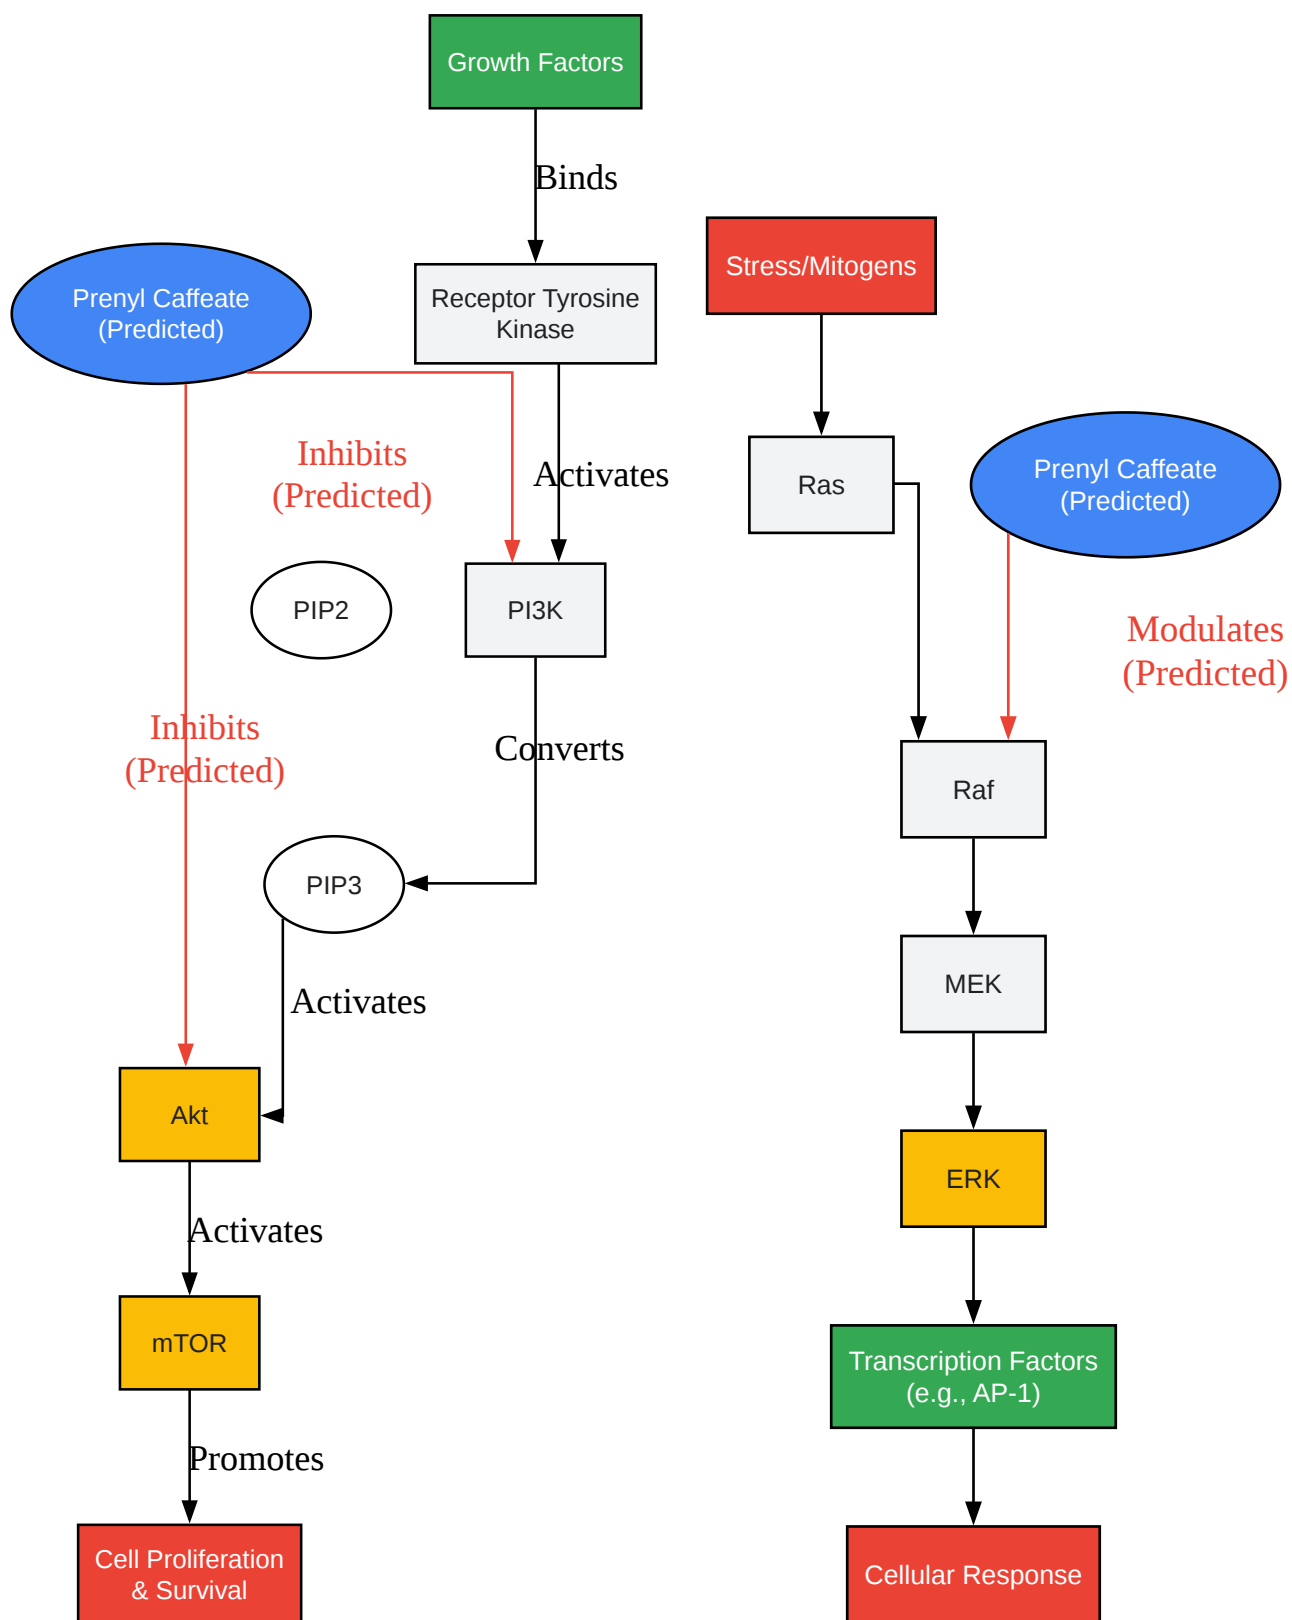 Growth Factors
Binds
Prenyl Caffeate
(Predicted)
Receptor Tyrosine
Kinase
Inhibits
(Predicted)
Activates
PIP2
PI3K
Inhibits
(Predicted)
Converts
PIP3
Activates
Akt
Activates
mTOR
Promotes
Cell Proliferation
& Survival
Stress/Mitogens
Ras
Prenyl Caffeate
(Predicted)
Modulates
(Predicted)
Raf
MEK
ERK
Transcription Factors
(e.g., AP-1)
Cellular Response